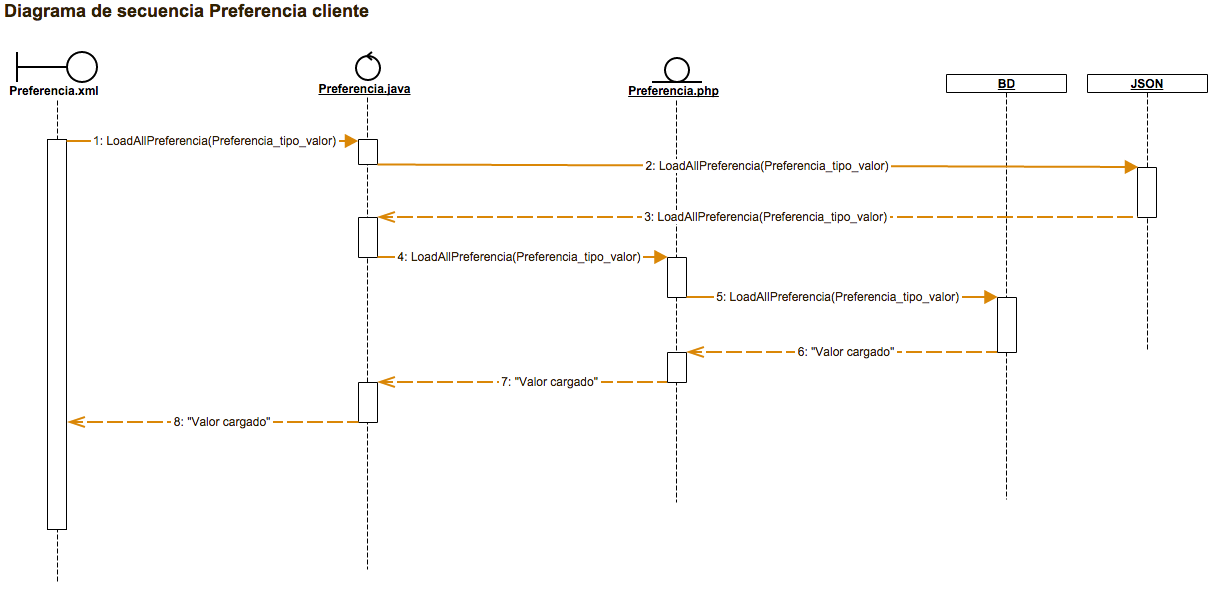 Diagrama de secuencia Preferencia cliente
Preferencia.xml
Preferencia.java
Preferencia.php
BD
JSON
1: LoadAllPreferencia(Preferencia_tipo_valor)
2: LoadAllPreferencia(Preferencia_tipo_valor)
3: LoadAllPreferencia(Preferencia_tipo_valor)
4: LoadAllPreferencia(Preferencia_tipo_valor)
5: LoadAllPreferencia(Preferencia_tipo_valor)
6: "Valor cargado"
7: "Valor cargado"
8: "Valor cargado"